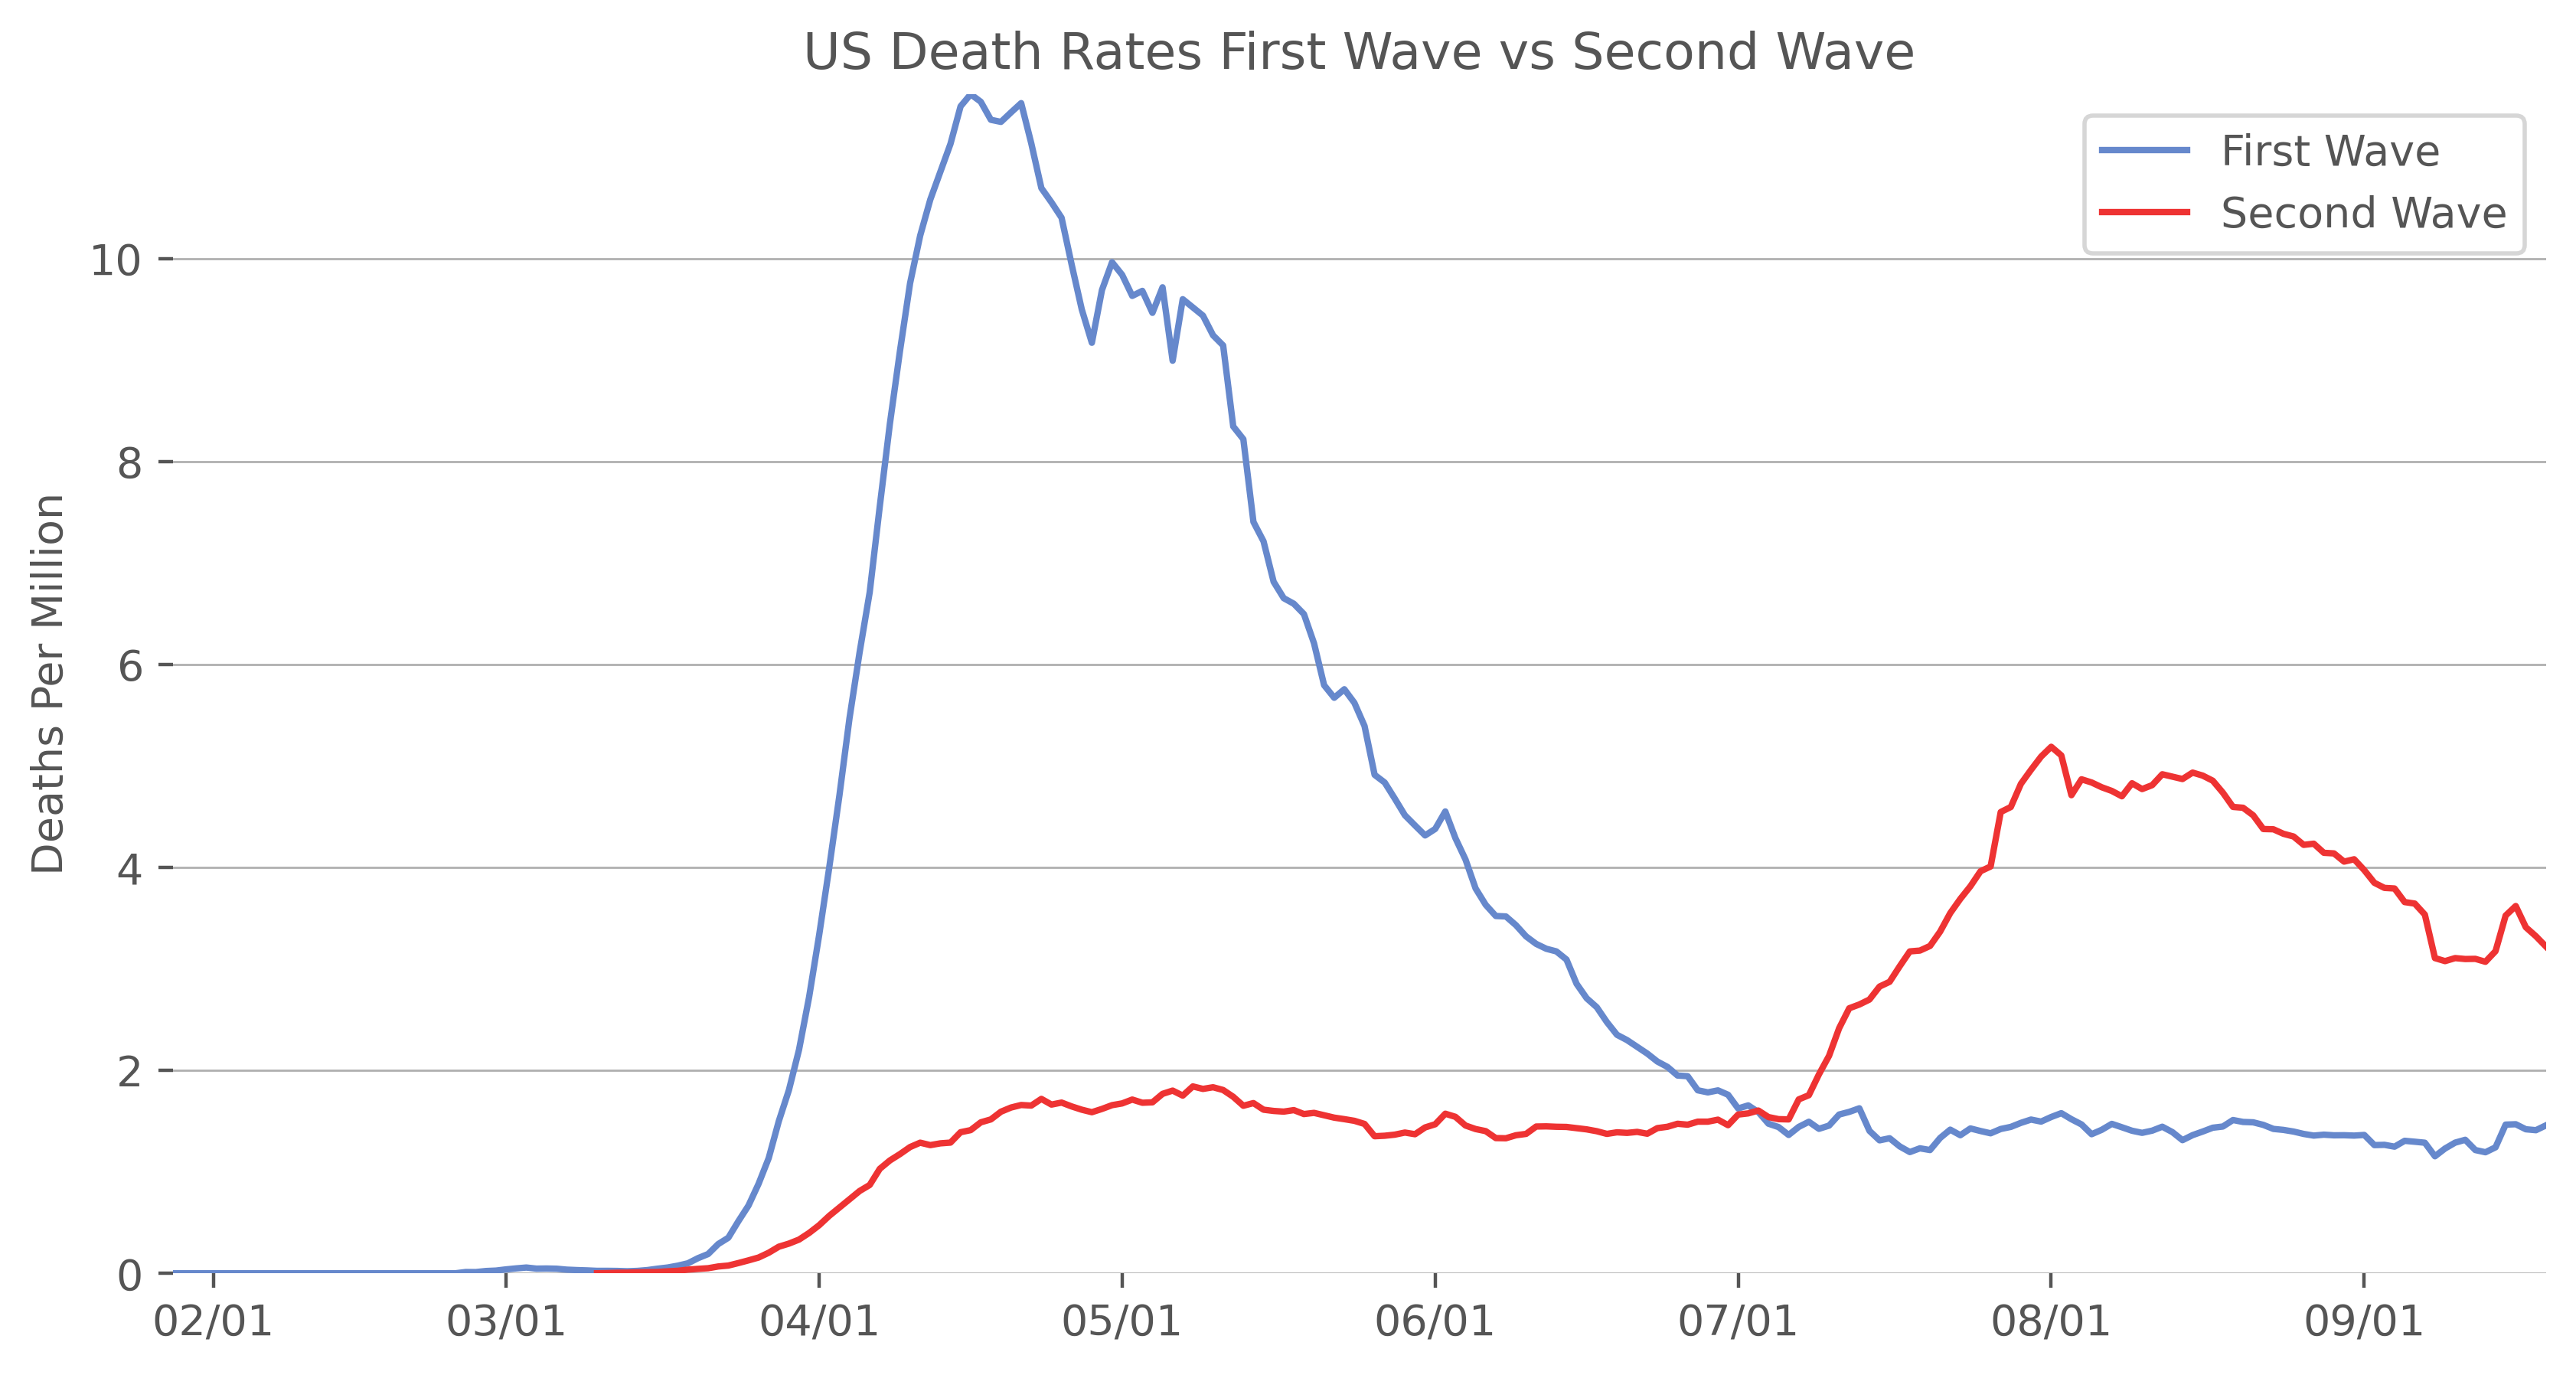 US Death Rates First Wave vs Second Wave
First Wave
Second Wave
Deaths Per Million
10
8
6
4
2
0
02/01 03/01 04/01 05/01 06/01 07/01 08/01 09/01